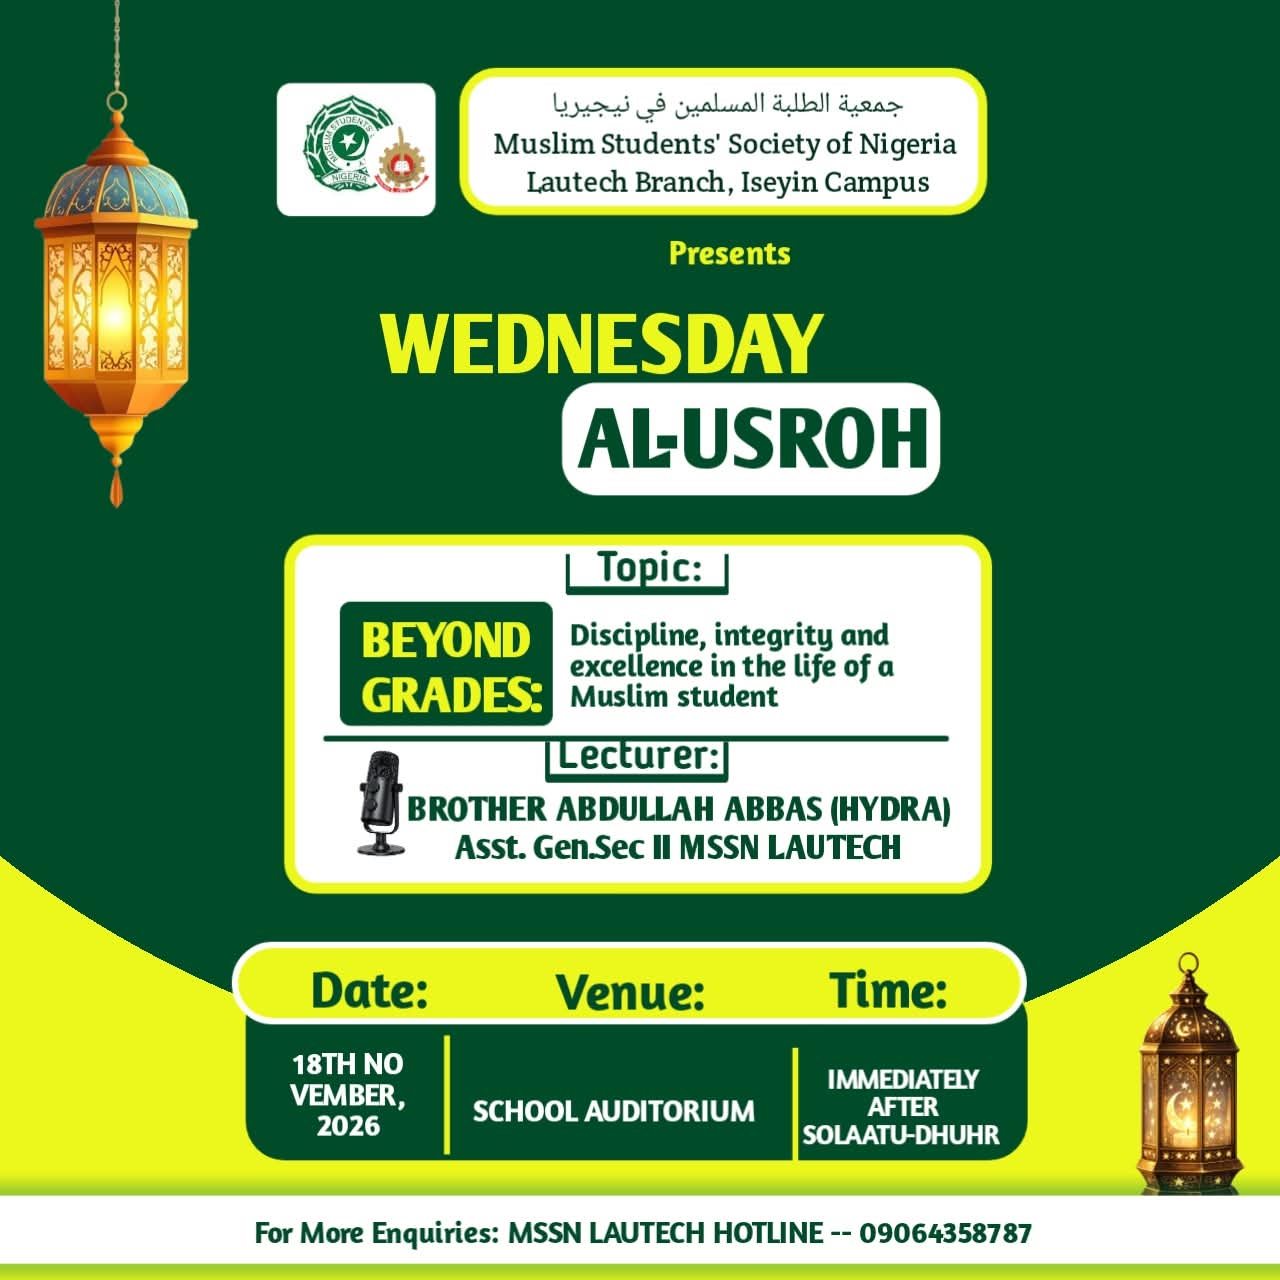 جمعية الطلبة المسلمين في نيجيريا
Muslim Students' Society of Nigeria
Lautech Branch, Iseyin Campus
MUSLIM STUDENTS'
NIGERIA
Presents
WEDNESDAY
AL-USROH
Topic:
BEYOND
GRADES:
Discipline, integrity and
excellence in the life of a
Muslim student
Lecturer:
BROTHER ABDULLAH ABBAS (HYDRA)
Asst. Gen.Sec II MSSN LAUTECH
Date:
Venue:
Time:
18TH NO
VEMBER,
2026
SCHOOL AUDITORIUM
IMMEDIATELY
AFTER
SOLAATU-DHUHR
For More Enquiries: MSSN LAUTECH HOTLINE -- 09064358787